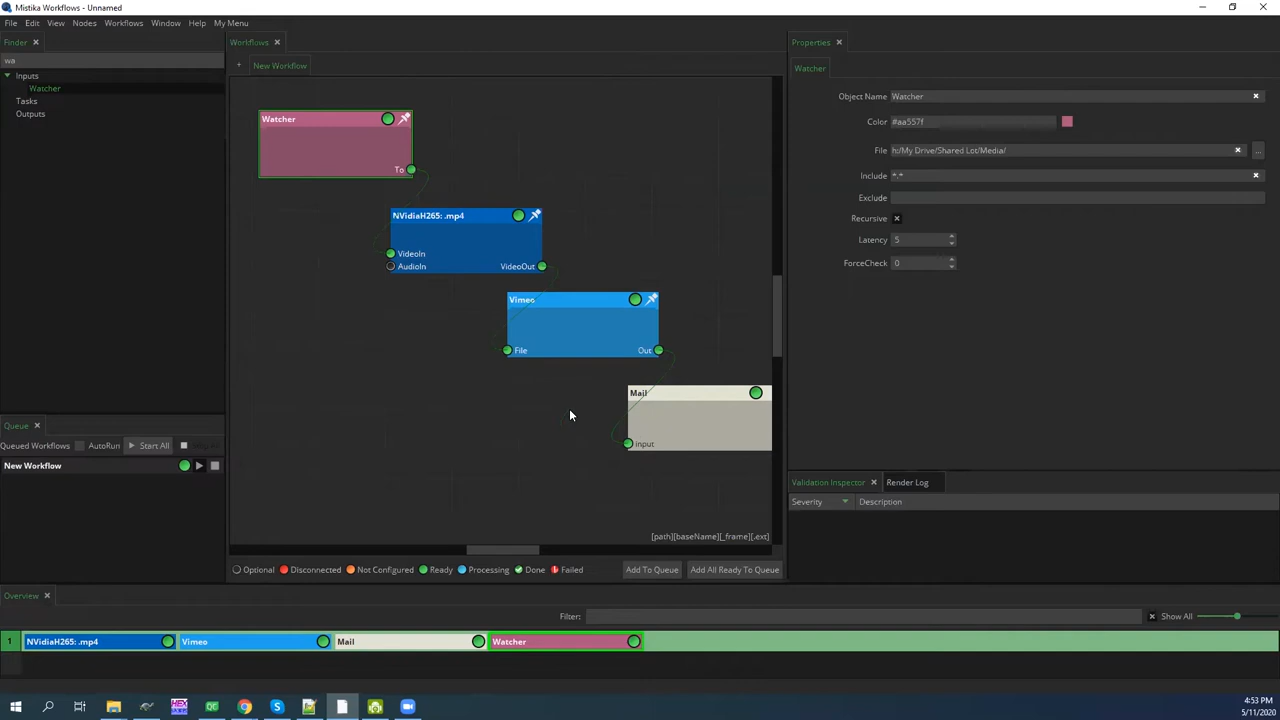 Mistika Workflows - Unnamed
File Edit View Nodes Workflows Window Help My Menu
Finder
wa
Inputs
Watcher
Tasks
Outputs
Queue
Queued Workflows AutoRun Start All
New Workflow
Workflows
+ New Workflow
Watcher
To
NVidiaH265: .mp4
VideoIn
AudioIn VideoOut
Vimeo
File Out
Mail
input
[path][baseName][_frame][.ext]
Optional Disconnected Not Configured Ready Processing Done Failed Add To Queue Add All Ready To Queue
Properties
Watcher
Object Name Watcher
Color #aa557f
File h:/My Drive/Shared Lot/Media/ ...
Include *.*
Exclude
Recursive
Latency 5
ForceCheck 0
Validation Inspector Render Log
Severity Description
Overview
Filter: Show All
1 NVidiaH265: .mp4 Vimeo Mail Watcher
HEX
QC
4:53 PM
5/11/2020